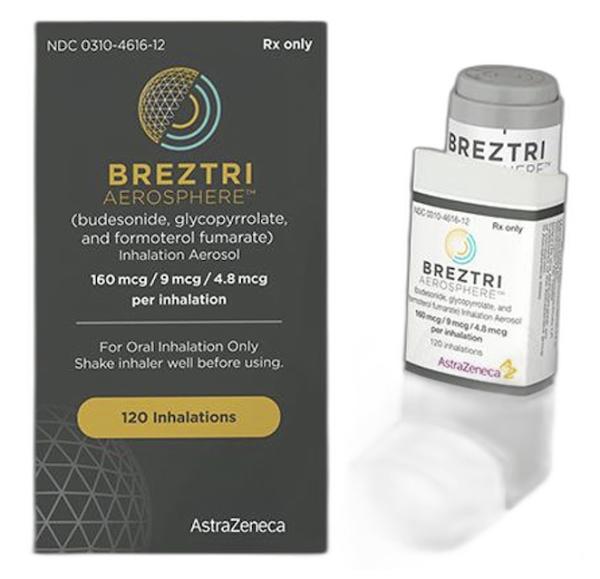 NDC 0310-4616-12 Rx only
BREZTRI
AEROSPHERE™
(budesonide, glycopyrrolate,
and formoterol fumarate)
Inhalation Aerosol
160 mcg / 9 mcg / 4.8 mcg
per inhalation
For Oral Inhalation Only
Shake inhaler well before using.
120 Inhalations
AstraZeneca
BREZTRI
NDC 0310-4616-12 Rx only
BREZTRI
AEROSPHERE™
(budesonide, glycopyrrolate, and
formoterol fumarate) Inhalation Aerosol
160 mcg / 9 mcg / 4.8 mcg
per inhalation
120 inhalations
AstraZeneca